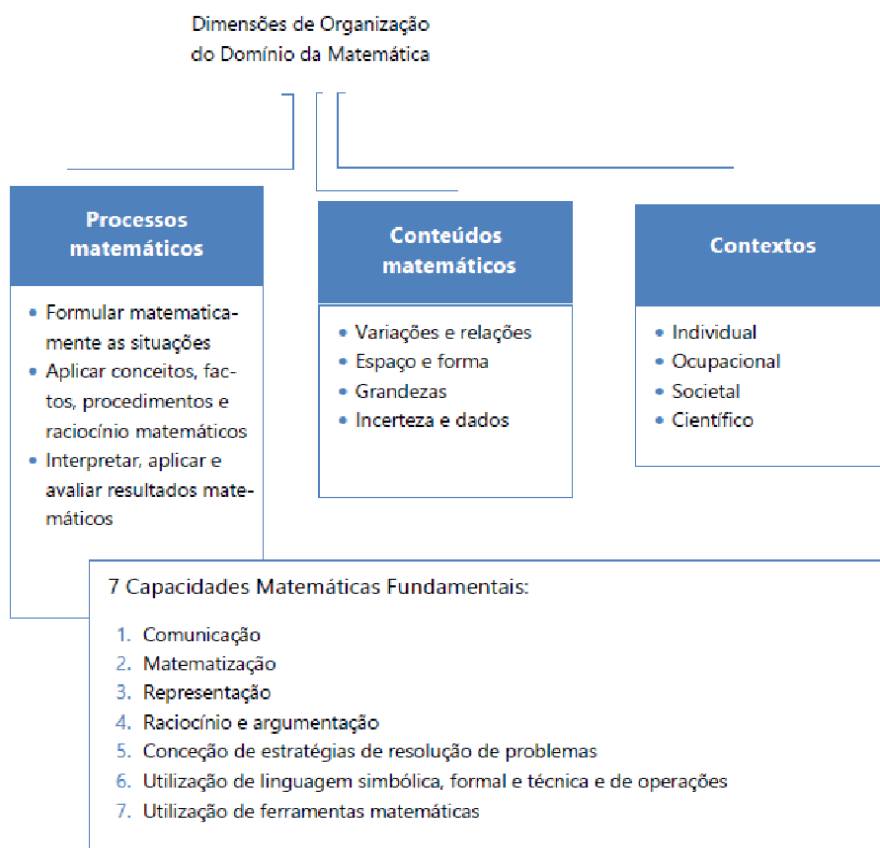 Dimensões de Organização
do Domínio da Matemática
Processos
matemáticos
• Formular matematica-
mente as situações
• Aplicar conceitos, fac-
tos, procedimentos e
raciocínio matemáticos
• Interpretar, aplicar e
avaliar resultados mate-
máticos
Conteúdos
matemáticos
• Variações e relações
• Espaço e forma
• Grandezas
• Incerteza e dados
Contextos
• Individual
• Ocupacional
• Societal
• Científico
7 Capacidades Matemáticas Fundamentais:
1. Comunicação
2. Matematização
3. Representação
4. Raciocínio e argumentação
5. Conceção de estratégias de resolução de problemas
6. Utilização de linguagem simbólica, formal e técnica e de operações
7. Utilização de ferramentas matemáticas